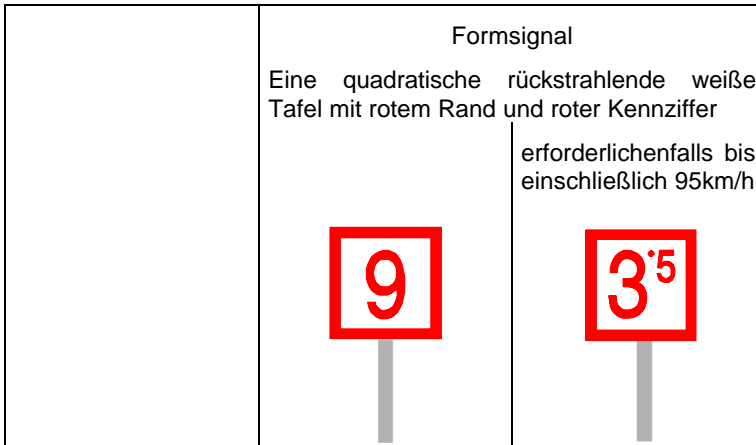 Formsignal
Eine quadratische rückstrahlende weiße
Tafel mit rotem Rand und roter Kennziffer
erforderlichenfalls bis
einschließlich 95km/h
9
3·5